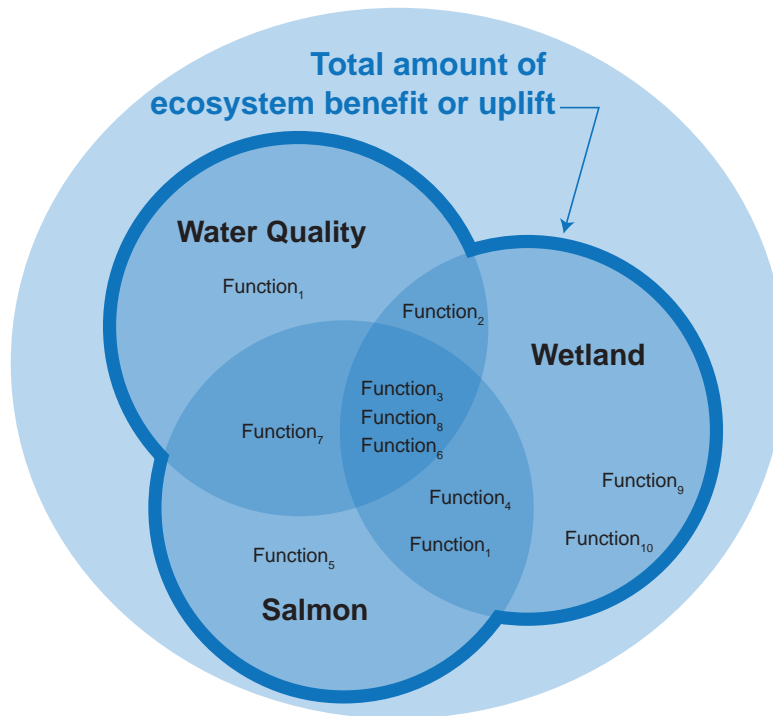 Total amount of
ecosystem benefit or uplift
Water Quality
Function₁
Function₂
Wetland
Function₃
Function₈
Function₆
Function₇
Function₉
Function₄
Function₁₀
Function₁
Function₅
Salmon